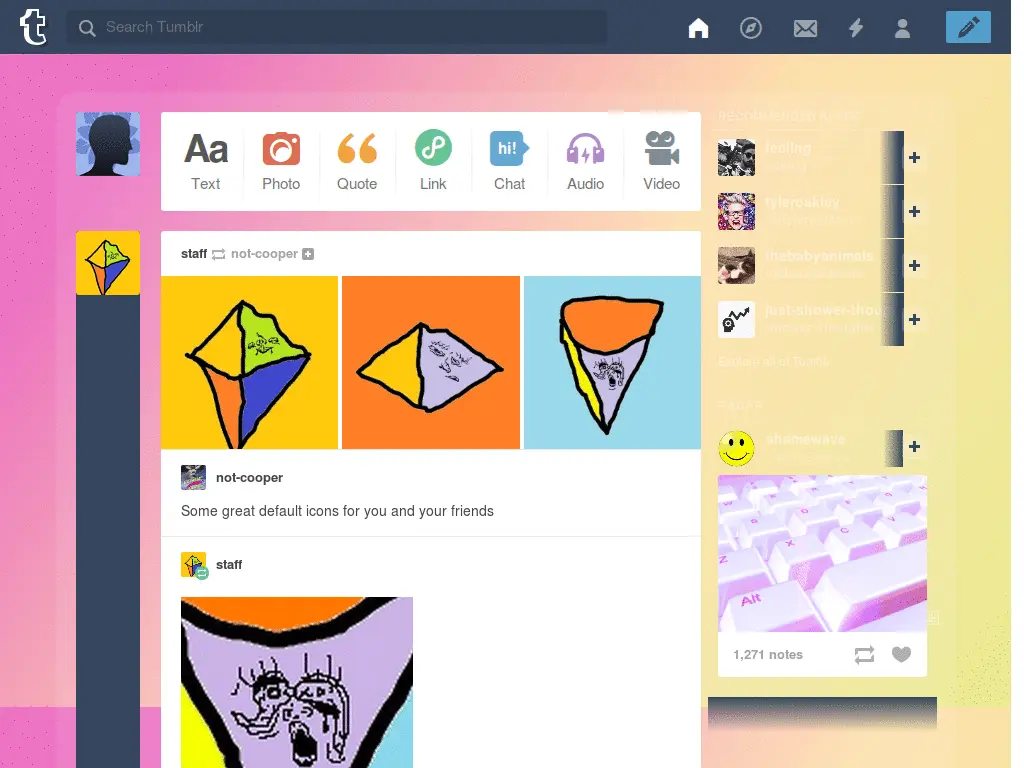 Search Tumblr
Aa
hi!
Text
Photo
Quote
Link
Chat
Audio
Video
RECOMMENDED BLOGS
tyleroakley
thebabyanimals
just-shower-thou
Explore all of Tumblr
RADAR
staff not-cooper
not-cooper
Some great default icons for you and your friends
staff
Alt
Z
X
C
V
1,271 notes